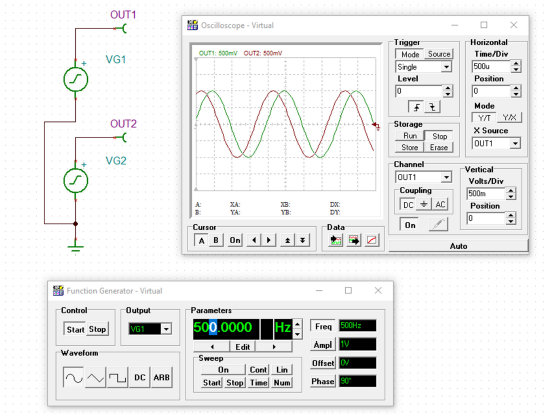 OUT1
VG1
+
OUT2
VG2
+
Oscilloscope - Virtual
OUT1: 500mV OUT2: 500mV
A: XA: XB: DX:
B: YA: YB: DY:
Cursor
A B On
Data
Trigger
Mode Source
Single
Level
0
Storage
Run Stop
Store Erase
Horizontal
Time/Div
500u
Position
0
Mode
Y/T Y/X
X Source
OUT1
Channel
OUT1
Coupling
DC AC
On
Vertical
Volts/Div
500m
Position
0
Auto
Function Generator - Virtual
Control
Start Stop
Output
VG1
Waveform
DC ARB
Parameters
500.0000 Hz
Edit
Sweep
On Cont Lin
Start Stop Time Num
Freq 500Hz
Ampl 1V
Offset 0V
Phase 90°